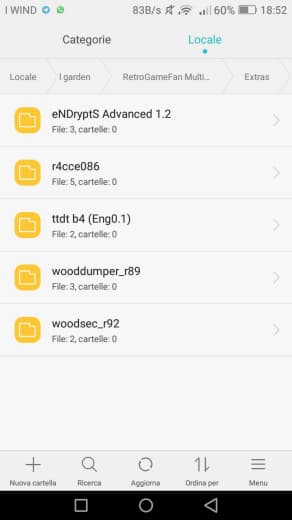 I WIND 83B/s 60% 18:52
Categorie Locale
Locale I garden RetroGameFan Multi... Extras
eNDryptS Advanced 1.2
File: 3, cartelle: 0
r4cce086
File: 5, cartelle: 0
ttdt b4 (Eng0.1)
File: 2, cartelle: 0
wooddumper_r89
File: 3, cartelle: 0
woodsec_r92
File: 2, cartelle: 0
Nuova cartella Ricerca Aggiorna Ordina per Menu